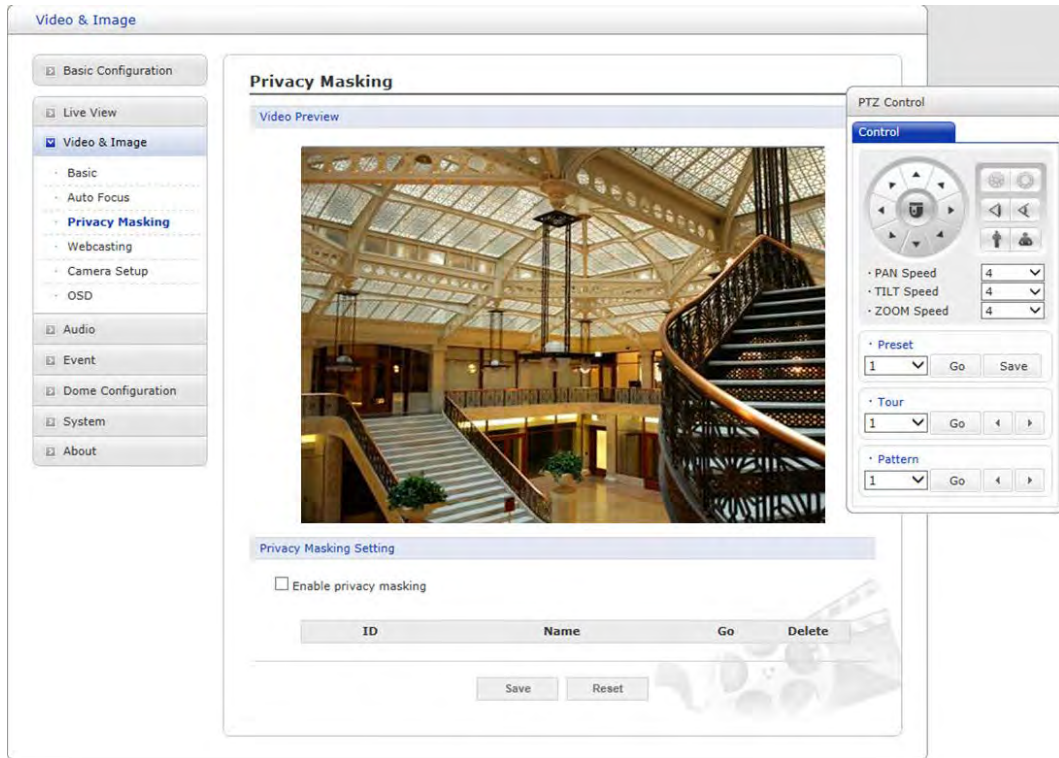 Video & Image
Basic Configuration
Live View
Video & Image
Basic
Auto Focus
Privacy Masking
Webcasting
Camera Setup
OSD
Audio
Event
Dome Configuration
System
About
Privacy Masking
Video Preview
Privacy Masking Setting
Enable privacy masking
ID Name Go Delete
Save Reset
PTZ Control
Control
· PAN Speed 4
· TILT Speed 4
· ZOOM Speed 4
· Preset
1 Go Save
· Tour
1 Go
· Pattern
1 Go